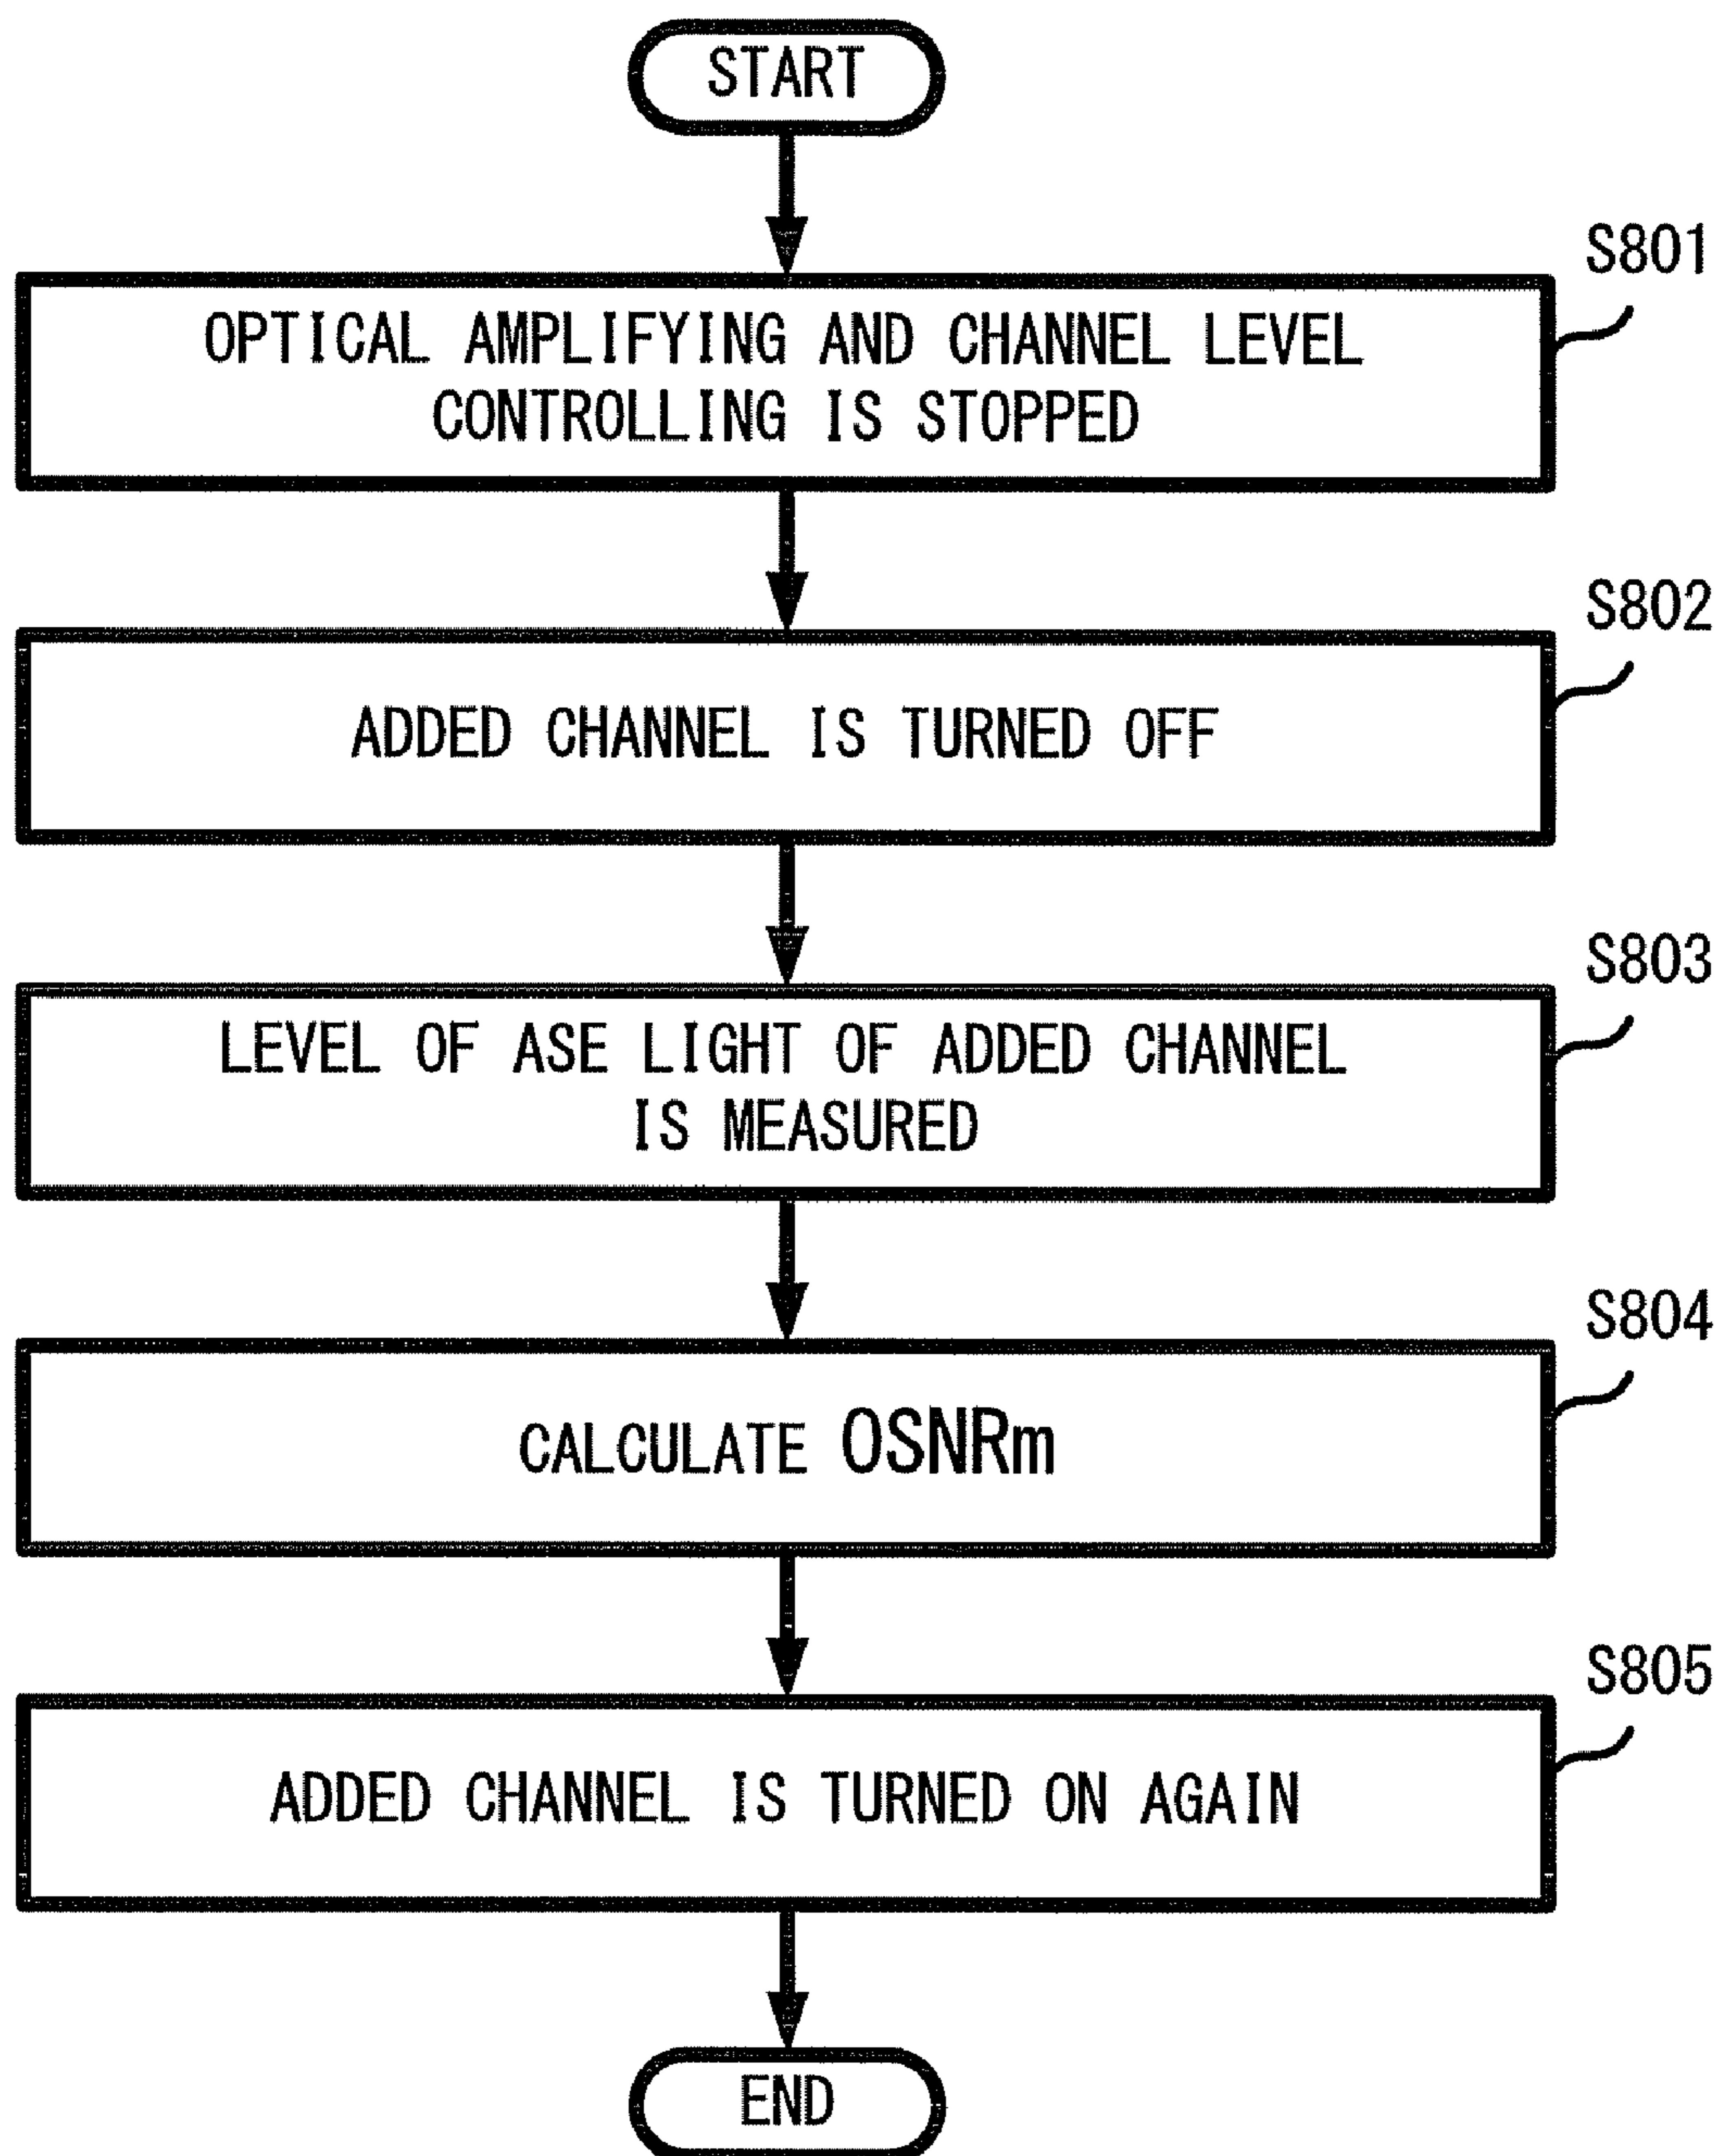 START
S801
OPTICAL AMPLIFYING AND CHANNEL LEVEL
CONTROLLING IS STOPPED
S802
ADDED CHANNEL IS TURNED OFF
S803
LEVEL OF ASE LIGHT OF ADDED CHANNEL
IS MEASURED
S804
CALCULATE OSNRm
S805
ADDED CHANNEL IS TURNED ON AGAIN
END